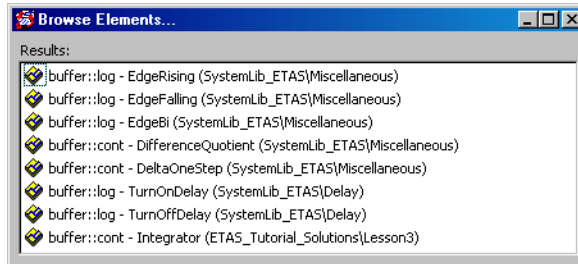 Browse Elements...
Results:
buffer::log - EdgeRising (SystemLib_ETAS\Miscellaneous)
buffer::log - EdgeFalling (SystemLib_ETAS\Miscellaneous)
buffer::log - EdgeBi (SystemLib_ETAS\Miscellaneous)
buffer::cont - DifferenceQuotient (SystemLib_ETAS\Miscellaneous)
buffer::cont - DeltaOneStep (SystemLib_ETAS\Miscellaneous)
buffer::log - TurnOnDelay (SystemLib_ETAS\Delay)
buffer::log - TurnOffDelay (SystemLib_ETAS\Delay)
buffer::cont - Integrator (ETAS_Tutorial_Solutions\Lesson3)